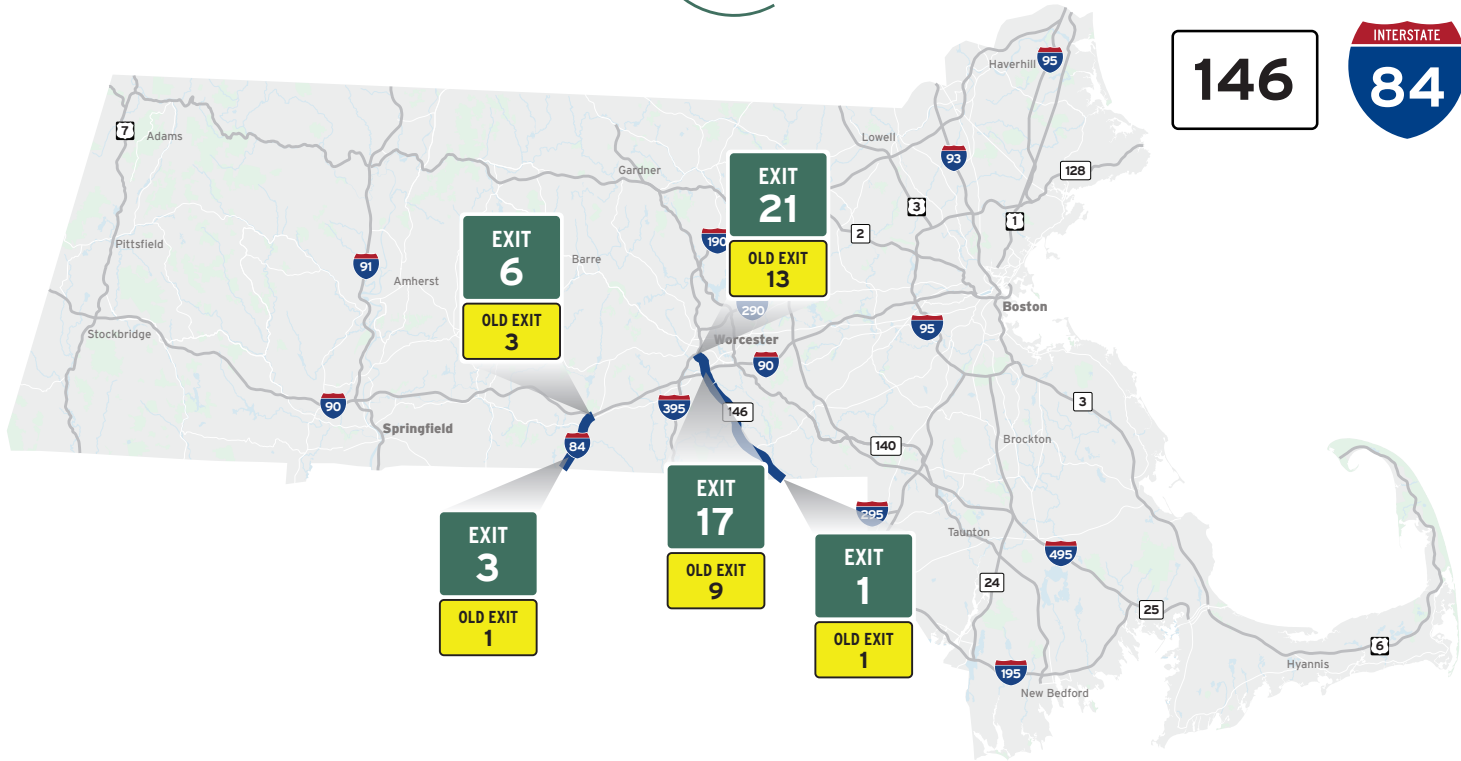 146
INTERSTATE
84
Haverhill
95
7
Adams
Lowell
93
128
Gardner
EXIT
21
OLD EXIT
13
3
1
2
190
EXIT
6
OLD EXIT
3
Pittsfield
Barre
91
Amherst
290
Boston
95
Stockbridge
Worcester
90
90
395
146
3
Springfield
84
140
Brockton
EXIT
17
OLD EXIT
9
EXIT
3
OLD EXIT
1
295
Taunton
495
EXIT
1
OLD EXIT
1
24
25
6
Hyannis
195
New Bedford